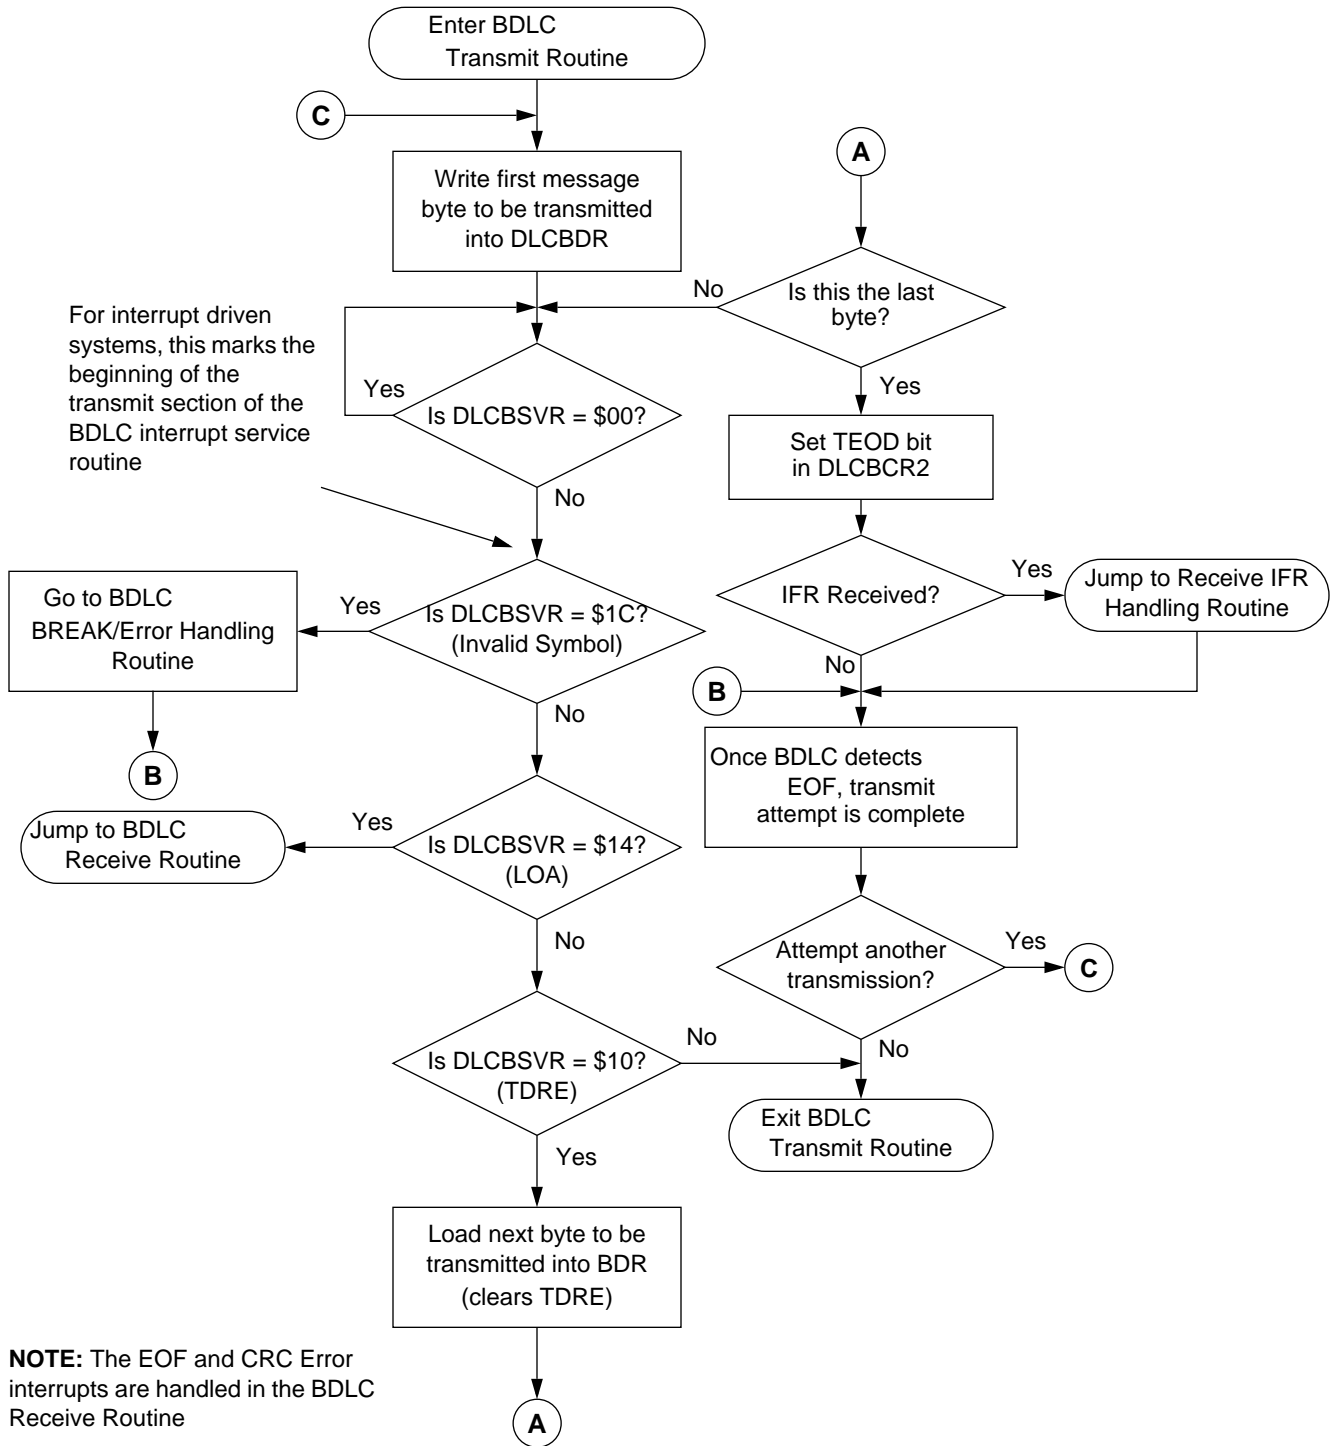 Enter BDLC
Transmit Routine
C
A
Write first message
byte to be transmitted
into DLCBDR
No
Is this the last
byte?
For interrupt driven
systems, this marks the
beginning of the
transmit section of the
BDLC interrupt service
routine
Yes
Is DLCBSVR = $00?
Yes
Set TEOD bit
in DLCBCR2
No
Go to BDLC
BREAK/Error Handling
Routine
Yes
Is DLCBSVR = $1C?
(Invalid Symbol)
IFR Received?
Yes
Jump to Receive IFR
Handling Routine
No
B
No
B
Once BDLC detects
EOF, transmit
attempt is complete
Jump to BDLC
Receive Routine
Yes
Is DLCBSVR = $14?
(LOA)
No
Attempt another
transmission?
Yes
C
Is DLCBSVR = $10?
(TDRE)
No
No
Exit BDLC
Transmit Routine
Yes
Load next byte to be
transmitted into BDR
(clears TDRE)
NOTE: The EOF and CRC Error
interrupts are handled in the BDLC
Receive Routine
A